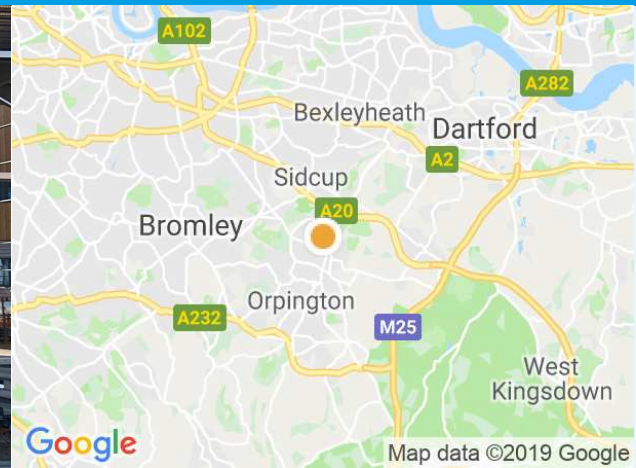 A102
A282
Bexleyheath
Dartford
A2
Sidcup
A20
Bromley
Orpington
A232
M25
West
Kingsdown
Google
Map data ©2019 Google